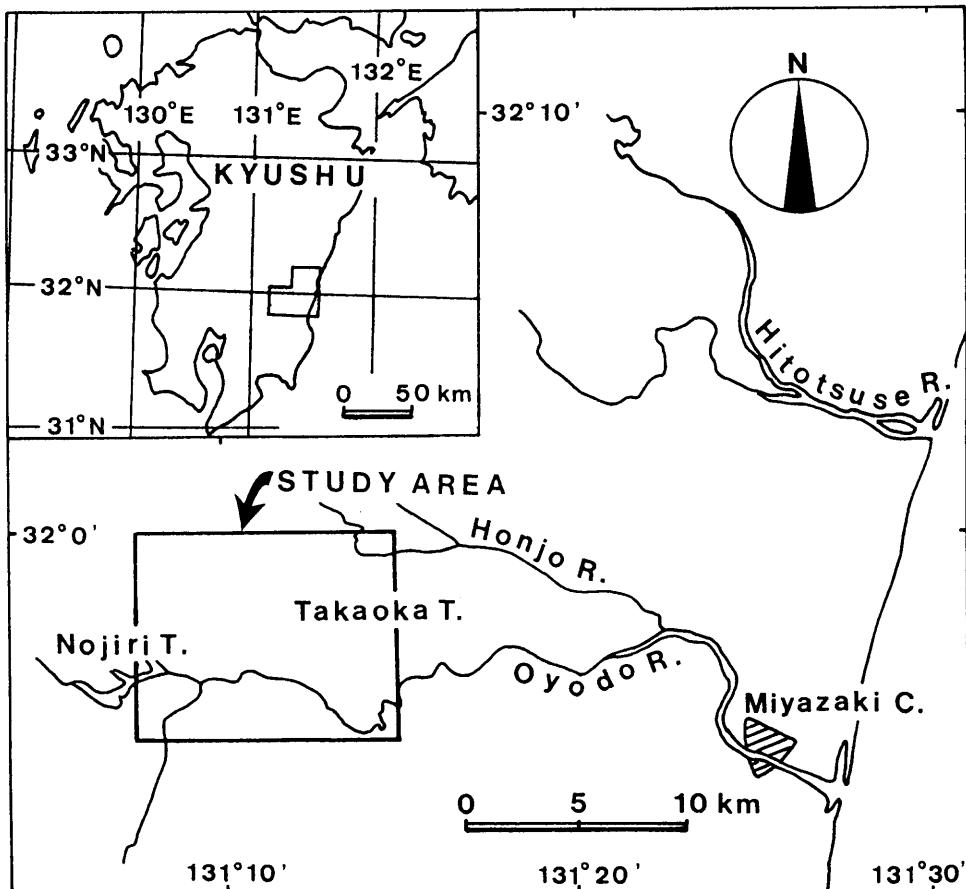 132°E
130°E
131°E
33°N
KYUSHU
32°N
0 50 km
31°N
N
32°10'
Hitotsuse R.
STUDY AREA
32°0'
Honjo R.
Takaoka T.
Nojiri T.
Oyodo R.
Miyazaki C.
0 5 10 km
131°10'
131°20'
131°30'